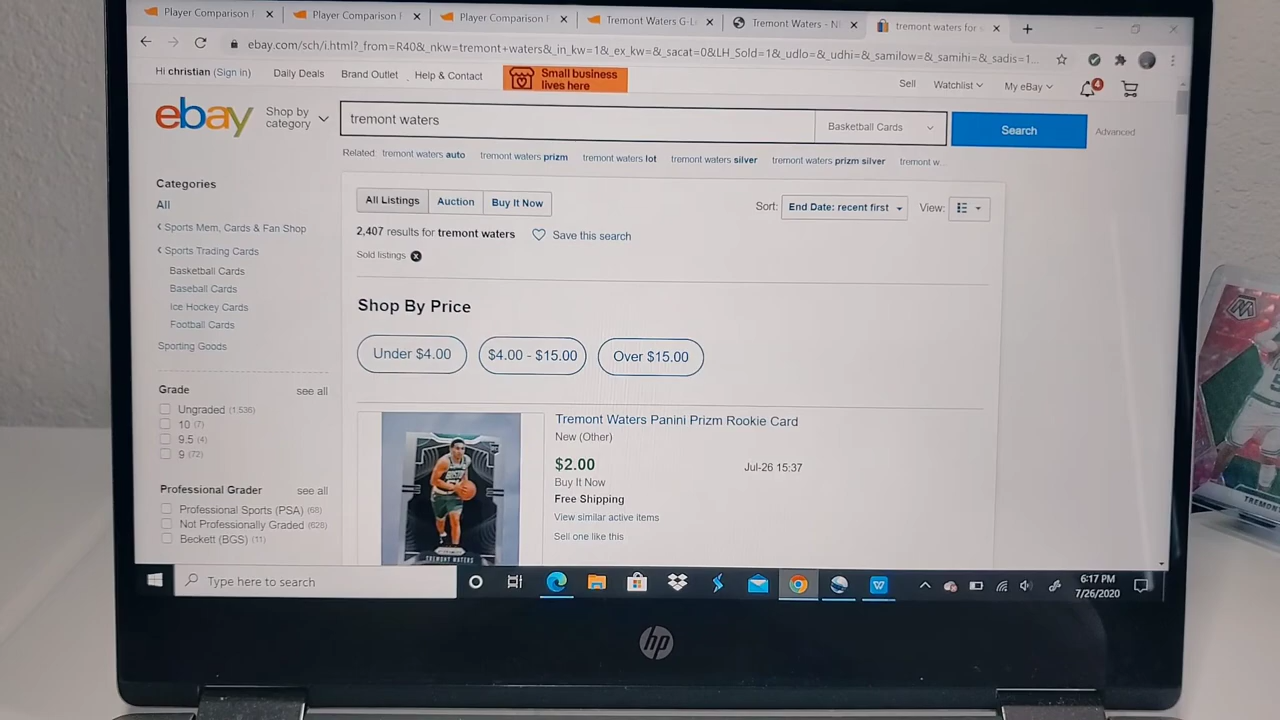 Player Comparison F
Player Comparison F
Player Comparison F
Tremont Waters G-L
Tremont Waters - N
tremont waters for s
ebay.com/sch/i.html?_from=R40&_nkw=tremont+waters&_in_kw=1&_ex_kw=&_sacat=0&LH_Sold=1&_udlo=&_udhi=&_samilow=&_samihi=&_sadis=1...
Hi christian (Sign in)
Daily Deals
Brand Outlet
Help & Contact
Small business
lives here
Sell
Watchlist
My eBay
4
ebay
Shop by
category
tremont waters
Basketball Cards
Search
Advanced
Related: tremont waters auto tremont waters prizm tremont waters lot tremont waters silver tremont waters prizm silver tremont w...
Categories
All
Sports Mem, Cards & Fan Shop
Sports Trading Cards
Basketball Cards
Baseball Cards
Ice Hockey Cards
Football Cards
Sporting Goods
Grade see all
Ungraded (1,536)
10 (7)
9.5 (4)
9 (72)
Professional Grader see all
Professional Sports (PSA) (68)
Not Professionally Graded (628)
Beckett (BGS) (11)
All Listings
Auction
Buy It Now
Sort: End Date: recent first
View:
2,407 results for tremont waters
Save this search
Sold listings
Shop By Price
Under $4.00
$4.00 - $15.00
Over $15.00
Tremont Waters Panini Prizm Rookie Card
New (Other)
$2.00
Jul-26 15:37
Buy It Now
Free Shipping
View similar active items
Sell one like this
BOSTON
PRIZM
TREMONT WATERS
Type here to search
6:17 PM
7/26/2020
hp
TREMON